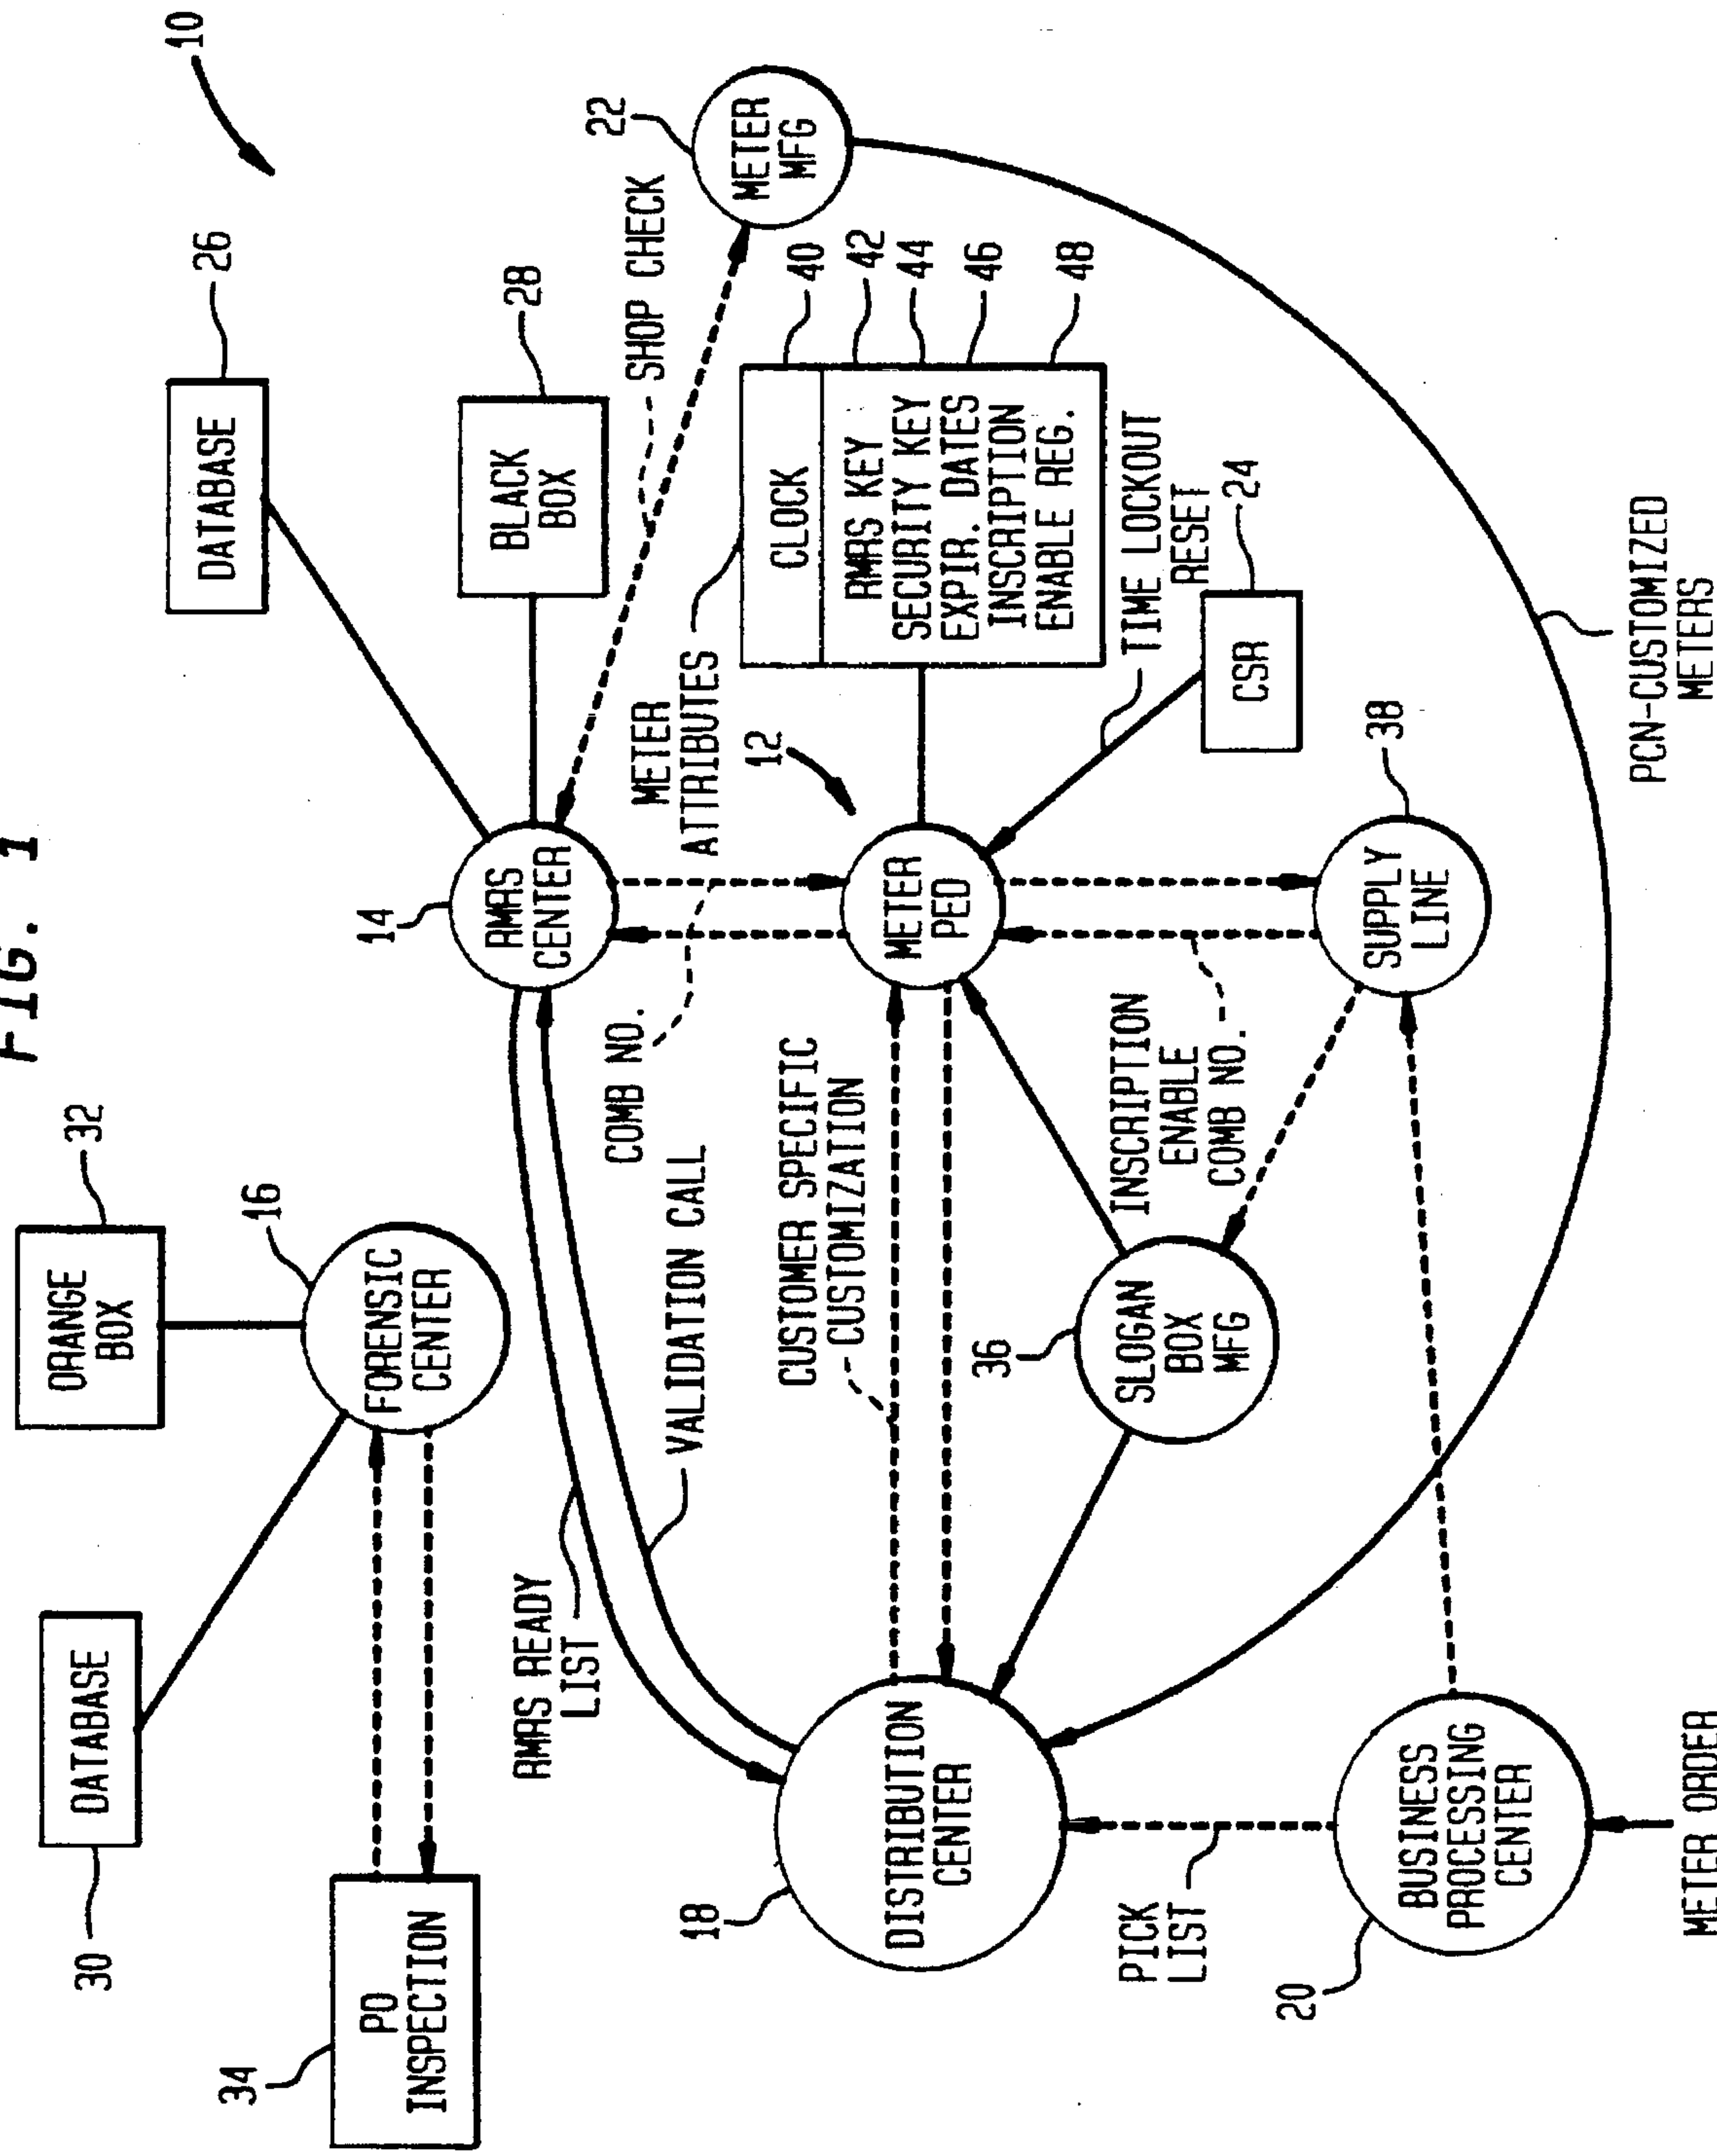 FIG. 1
10
DATABASE
30
ORANGE
BOX
32
DATABASE
26
PO
INSPECTION
34
FORENSIC
CENTER
16
RMRS
CENTER
14
BLACK
BOX
28
RMRS READY
LIST
VALIDATION CALL
COMB NO.
METER
ATTRIBUTES
SHOP CHECK
METER
MFG
22
DISTRIBUTION
CENTER
18
CUSTOMER SPECIFIC
CUSTOMIZATION
METER
PED
12
CLOCK
40
RMRS KEY
42
SECURITY KEY
44
EXPIR. DATES
46
INSCRIPTION
ENABLE REG.
48
TIME LOCKOUT
RESET
CSR
24
SLOGAN
BOX
MFG
36
INSCRIPTION
ENABLE
COMB NO.
SUPPLY
LINE
38
PICK
LIST
BUSINESS
PROCESSING
CENTER
20
METER ORDER
PCN-CUSTOMIZED
METERS